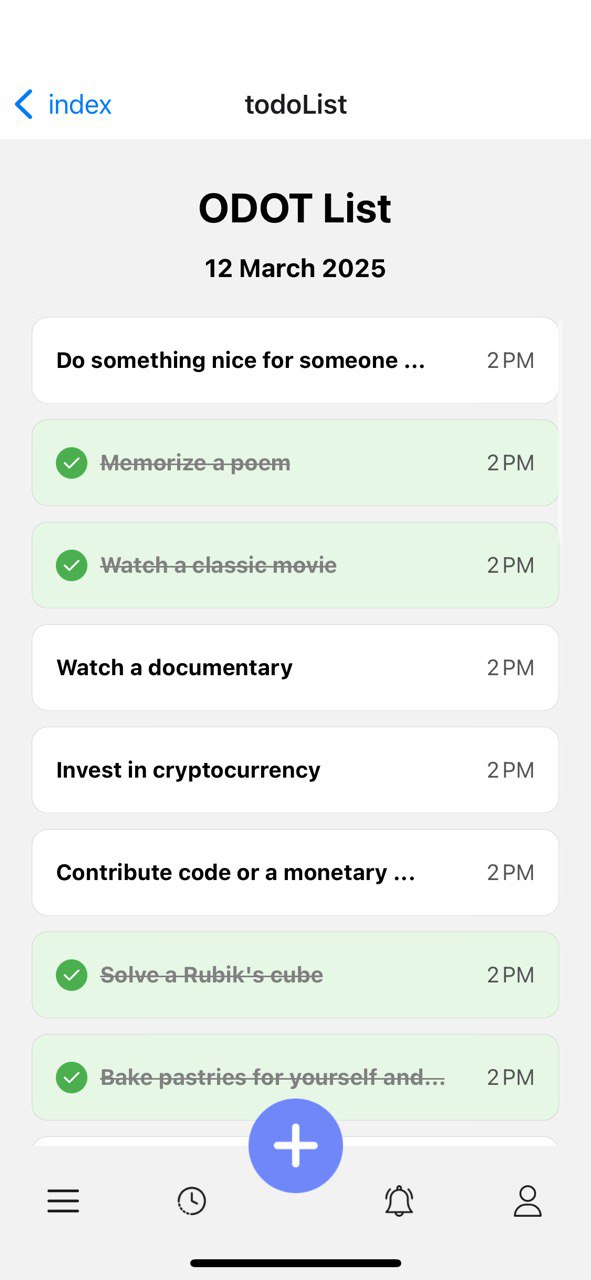 index
todoList
ODOT List
12 March 2025
Do something nice for someone ... 2 PM
Memorize a poem 2 PM
Watch a classic movie 2 PM
Watch a documentary 2 PM
Invest in cryptocurrency 2 PM
Contribute code or a monetary ... 2 PM
Solve a Rubik's cube 2 PM
Bake pastries for yourself and... 2 PM